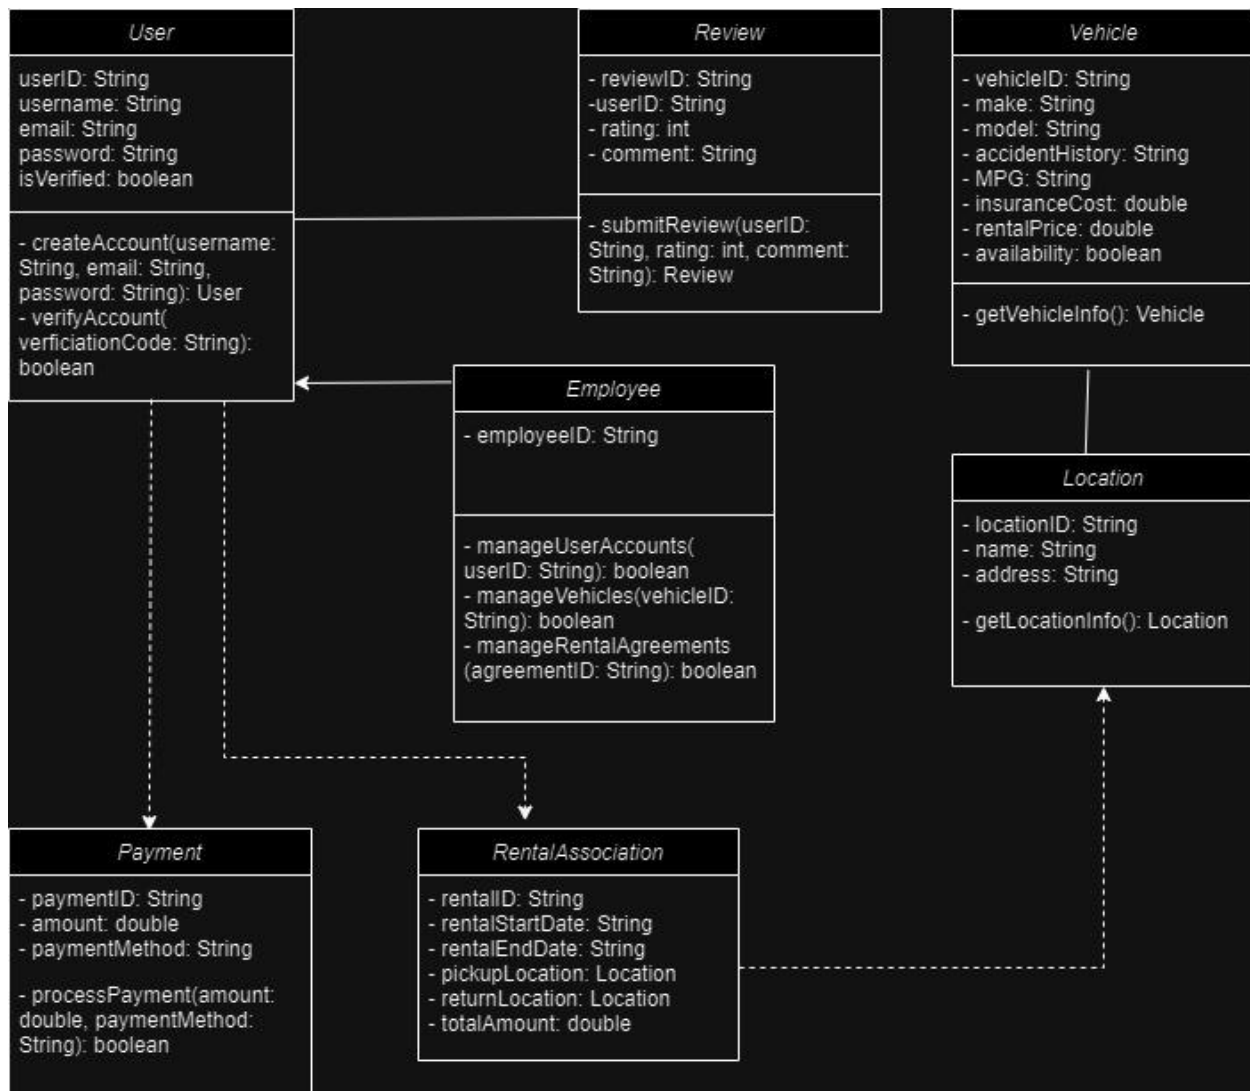 User
userID: String
username: String
email: String
password: String
isVerified: boolean
- createAccount(username:
String, email: String,
password: String): User
- verifyAccount(
verficiationCode: String):
boolean
Review
- reviewID: String
-userID: String
- rating: int
- comment: String
- submitReview(userID:
String, rating: int, comment:
String): Review
Vehicle
- vehicleID: String
- make: String
- model: String
- accidentHistory: String
- MPG: String
- insuranceCost: double
- rentalPrice: double
- availability: boolean
- getVehicleInfo(): Vehicle
Employee
- employeeID: String
- manageUserAccounts(
userID: String): boolean
- manageVehicles(vehicleID:
String): boolean
- manageRentalAgreements
(agreementID: String): boolean
Location
- locationID: String
- name: String
- address: String
- getLocationInfo(): Location
Payment
- paymentID: String
- amount: double
- paymentMethod: String
- processPayment(amount:
double, paymentMethod:
String): boolean
RentalAssociation
- rentalID: String
- rentalStartDate: String
- rentalEndDate: String
- pickupLocation: Location
- returnLocation: Location
- totalAmount: double